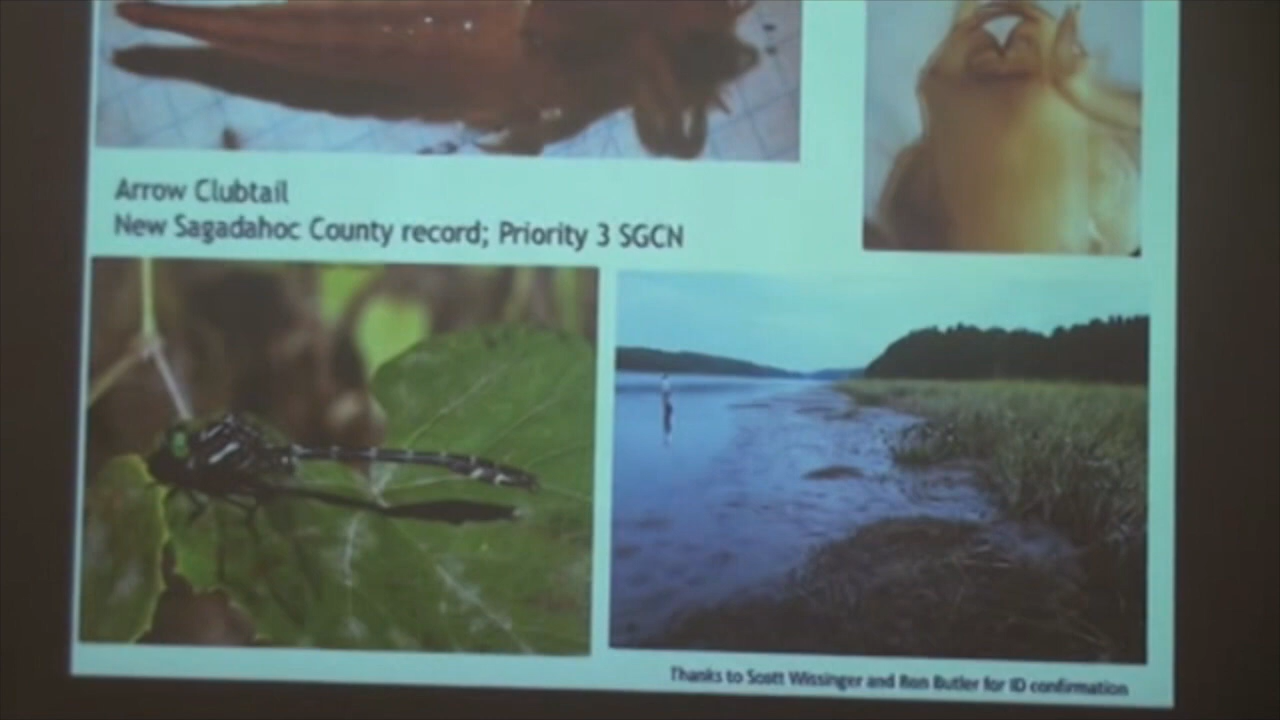 Arrow Clubtail
New Sagadahoc County record; Priority 3 SGCN
Thanks to Scott Wissinger and Ron Butler for ID confirmation